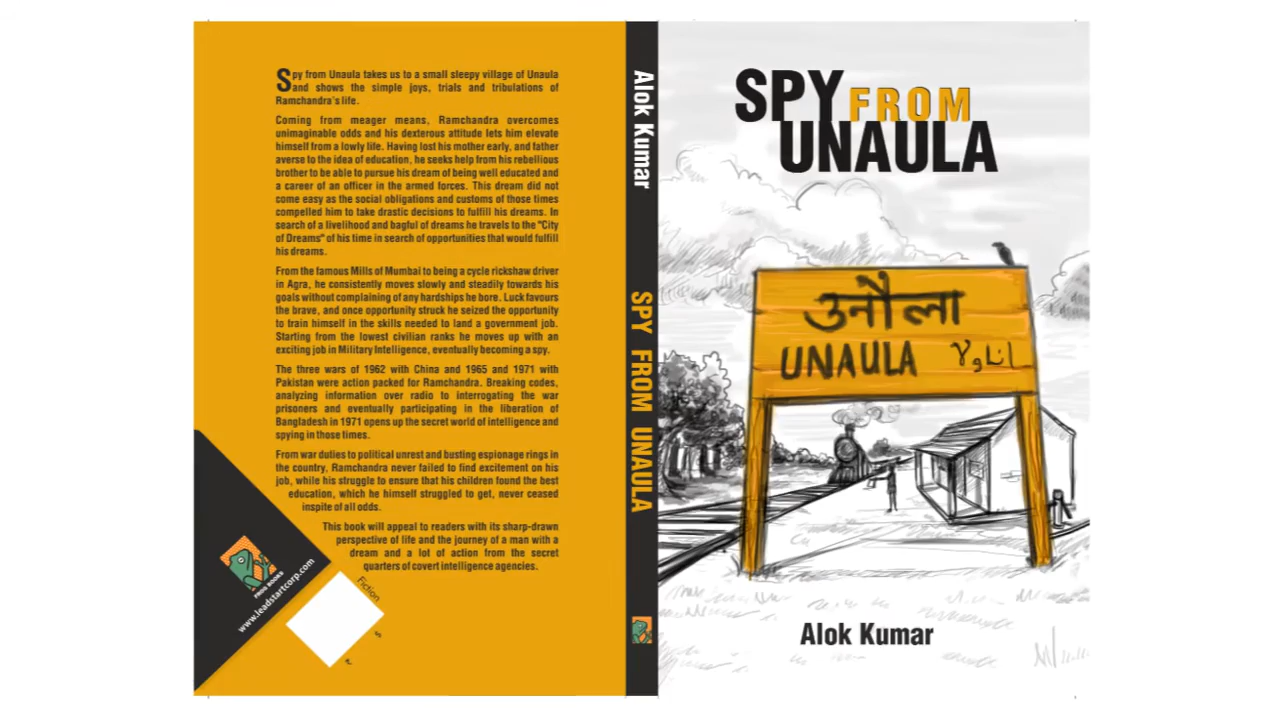 Spy from Unaula takes us to a small sleepy village of Unaula
and shows the simple joys, trials and tribulations of
Ramchandra's life.
Coming from meager means, Ramchandra overcomes
unimaginable odds and his dexterous attitude lets him elevate
himself from a lowly life. Having lost his mother early, and father
averse to the idea of education, he seeks help from his rebellious
brother to be able to pursue his dream of being well educated and
a career of an officer in the armed forces. This dream did not
come easy as the social obligations and customs of those times
compelled him to take drastic decisions to fulfill his dreams. In
search of a livelihood and bagful of dreams he travels to the "City
of Dreams" of his time in search of opportunities that would fulfill
his dreams.
From the famous Mills of Mumbai to being a cycle rickshaw driver
in Agra, he consistently moves slowly and steadily towards his
goals without complaining of any hardships he bore. Luck favours
the brave, and once opportunity struck he seized the opportunity
to train himself in the skills needed to land a government job.
Starting from the lowest civilian ranks he moves up with an
exciting job in Military Intelligence, eventually becoming a spy.
The three wars of 1962 with China and 1965 and 1971 with
Pakistan were action packed for Ramchandra. Breaking codes,
analyzing information over radio to interrogating the war
prisoners and eventually participating in the liberation of
Bangladesh in 1971 opens up the secret world of intelligence and
spying in those times.
From war duties to political unrest and busting espionage rings in
the country, Ramchandra never failed to find excitement on his
job, while his struggle to ensure that his children found the best
education, which he himself struggled to get, never ceased
inspite of all odds.
This book will appeal to readers with its sharp-drawn
perspective of life and the journey of a man with a
dream and a lot of action from the secret
quarters of covert intelligence agencies.
FROG BOOKS
www.leadstartcorp.com
Fiction
Alok Kumar
SPY FROM UNAULA
SPY FROM
UNAULA
उनौला
UNAULA
Alok Kumar